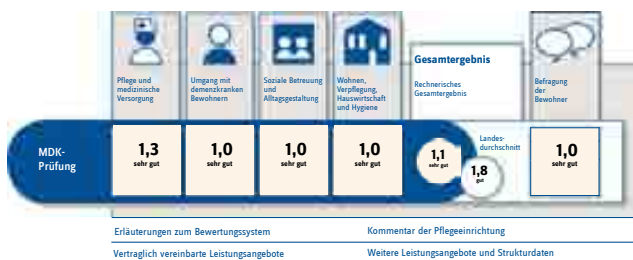 Pflege und
medizinische
Versorgung
Umgang mit
demenzkranken
Bewohnern
Soziale Betreuung
und
Alltagsgestaltung
Wohnen,
Verpflegung,
Hauswirtschaft
und Hygiene
Gesamtergebnis
Rechnerisches
Gesamtergebnis
Befragung
der
Bewohner
MDK-
Prüfung
1,3
sehr gut
1,0
sehr gut
1,0
sehr gut
1,0
sehr gut
1,1
sehr gut
Landes-
durchschnitt
1,8
gut
1,0
sehr gut
Erläuterungen zum Bewertungssystem
Kommentar der Pflegeeinrichtung
Vertraglich vereinbarte Leistungsangebote
Weitere Leistungsangebote und Strukturdaten